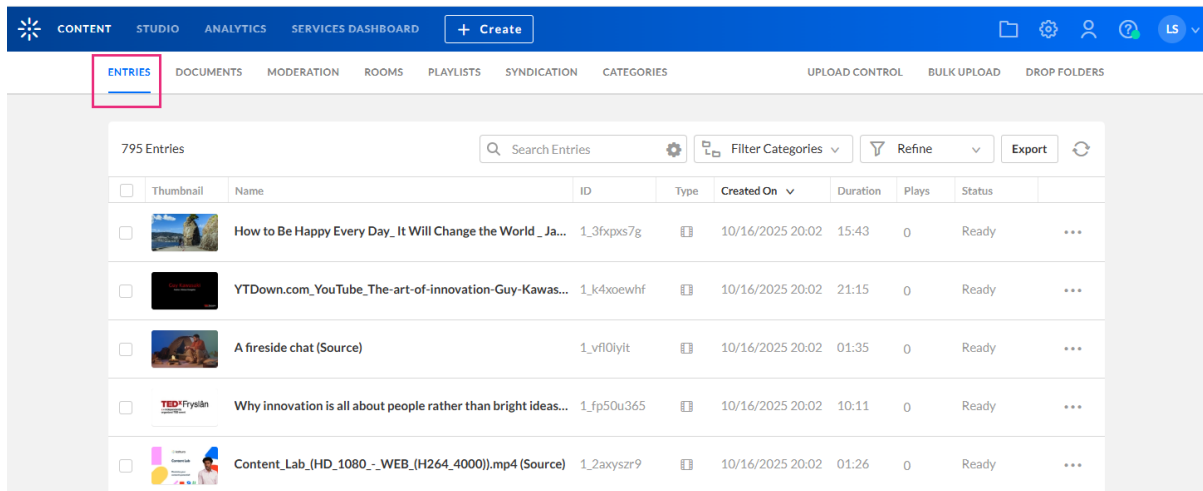 CONTENT STUDIO ANALYTICS SERVICES DASHBOARD + Create LS
ENTRIES DOCUMENTS MODERATION ROOMS PLAYLISTS SYNDICATION CATEGORIES UPLOAD CONTROL BULK UPLOAD DROP FOLDERS
795 Entries Search Entries Filter Categories Refine Export
Thumbnail Name ID Type Created On Duration Plays Status
How to Be Happy Every Day_ It Will Change the World _ Ja... 1_3fxpxs7g 10/16/2025 20:02 15:43 0 Ready
YTDown.com_YouTube_The-art-of-innovation-Guy-Kawas... 1_k4xoewhf 10/16/2025 20:02 21:15 0 Ready
A fireside chat (Source) 1_vfl0iyit 10/16/2025 20:02 01:35 0 Ready
TEDxFryslân Why innovation is all about people rather than bright ideas... 1_fp50u365 10/16/2025 20:02 10:11 0 Ready
Content_Lab_(HD_1080_-_WEB_(H264_4000)).mp4 (Source) 1_2axyszr9 10/16/2025 20:02 01:26 0 Ready